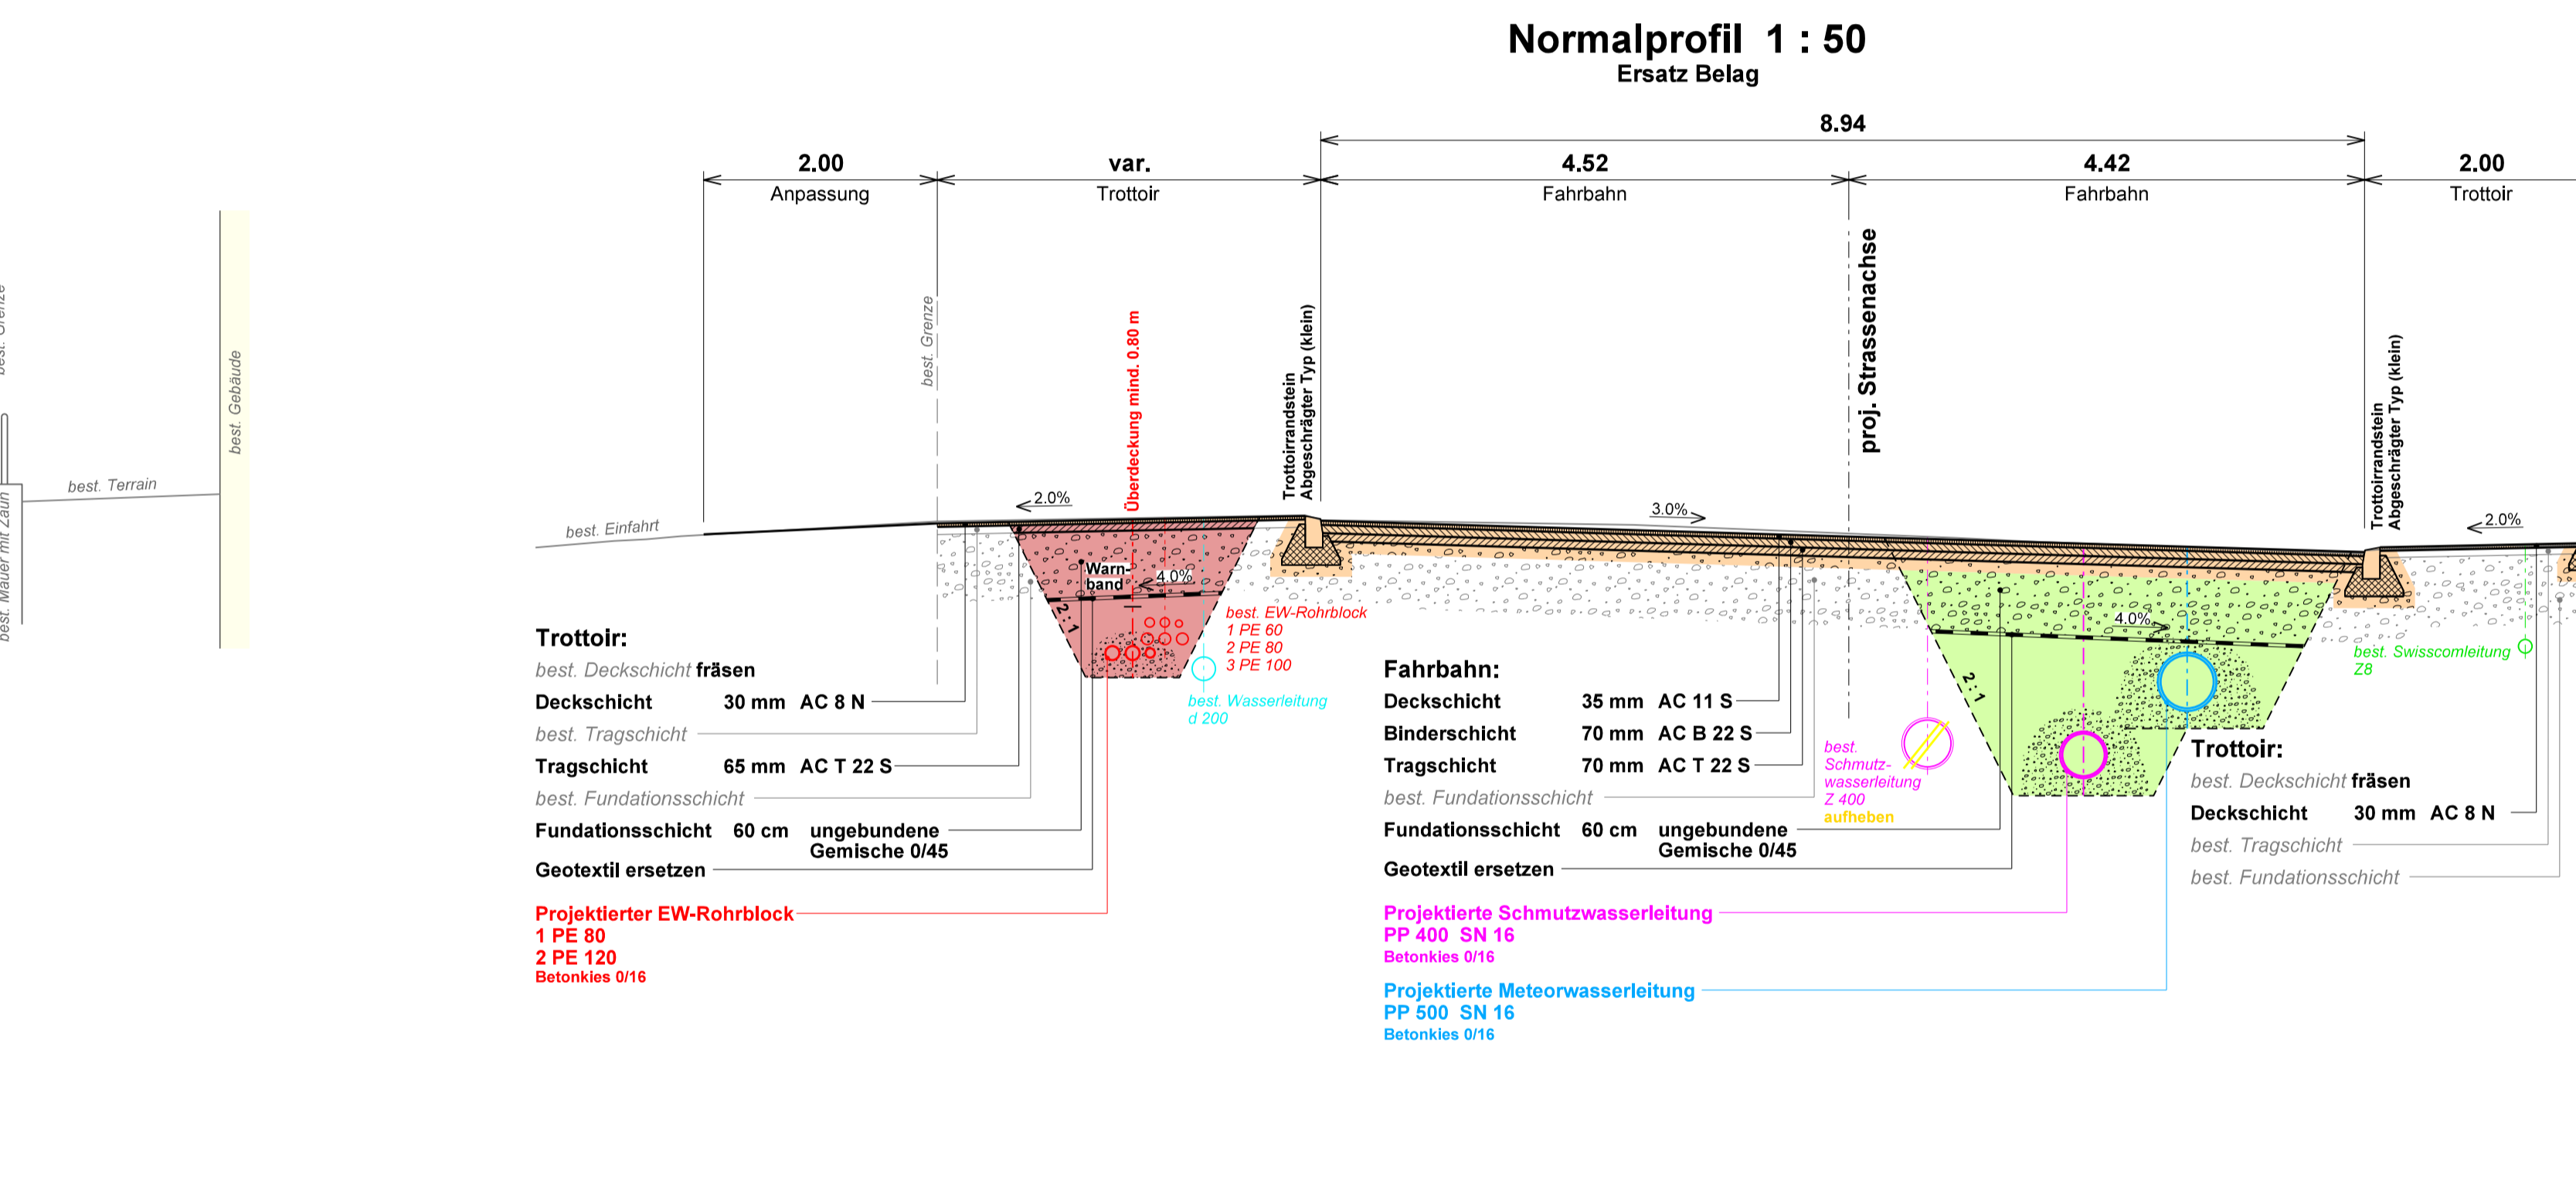 Normalprofil 1 : 50
Ersatz Belag
8.94
2.00
var.
4.52
4.42
2.00
Anpassung
Trottoir
Fahrbahn
Fahrbahn
Trottoir
best. Grenze
best. Mauer mit Zaun
best. Terrain
best. Gebäude
best. Einfahrt
best. Grenze
Überdeckung mind. 0.80 m
Trottoirrandstein
Abgeschrägter Typ (klein)
proj. Strassenachse
Trottoirrandstein
Abgeschrägter Typ (klein)
2.0%
3.0%
2.0%
Warn-
band
4.0%
2 : 1
4.0%
2 : 1
best. EW-Rohrblock
1 PE 60
2 PE 80
3 PE 100
best. Wasserleitung
d 200
best. Swisscomleitung
Z8
best.
Schmutz-
wasserleitung
Z 400
aufheben
Trottoir:
best. Deckschicht fräsen
Deckschicht 30 mm AC 8 N
best. Tragschicht
Tragschicht 65 mm AC T 22 S
best. Fundationsschicht
Fundationsschicht 60 cm ungebundene
Gemische 0/45
Geotextil ersetzen
Projektierter EW-Rohrblock
1 PE 80
2 PE 120
Betonkies 0/16
Fahrbahn:
Deckschicht 35 mm AC 11 S
Binderschicht 70 mm AC B 22 S
Tragschicht 70 mm AC T 22 S
best. Fundationsschicht
Fundationsschicht 60 cm ungebundene
Gemische 0/45
Geotextil ersetzen
Projektierte Schmutzwasserleitung
PP 400 SN 16
Betonkies 0/16
Projektierte Meteorwasserleitung
PP 500 SN 16
Betonkies 0/16
Trottoir:
best. Deckschicht fräsen
Deckschicht 30 mm AC 8 N
best. Tragschicht
best. Fundationsschicht